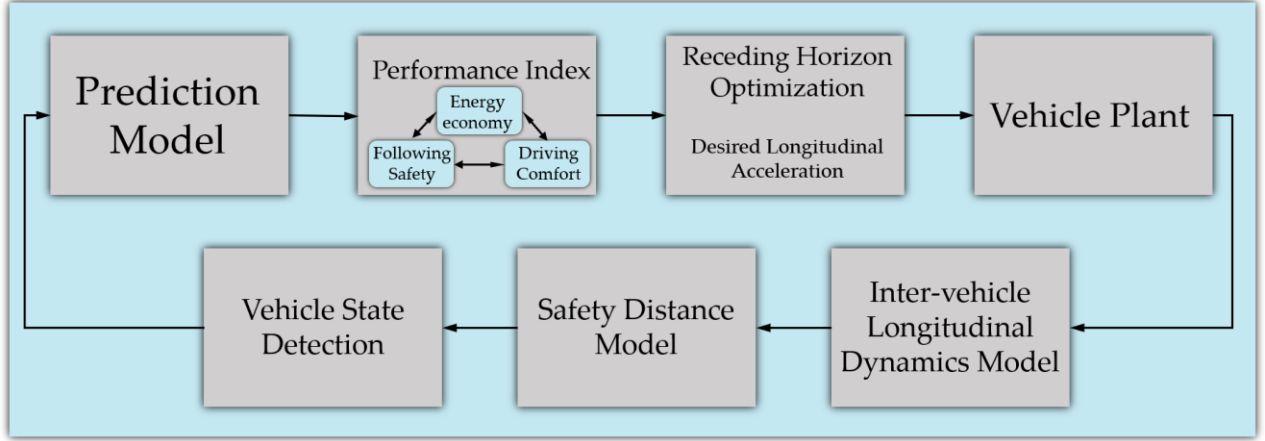 Prediction
Model
Performance Index
Energy
economy
Following
Safety
Driving
Comfort
Receding Horizon
Optimization
Desired Longitudinal
Acceleration
Vehicle Plant
Vehicle State
Detection
Safety Distance
Model
Inter-vehicle
Longitudinal
Dynamics Model